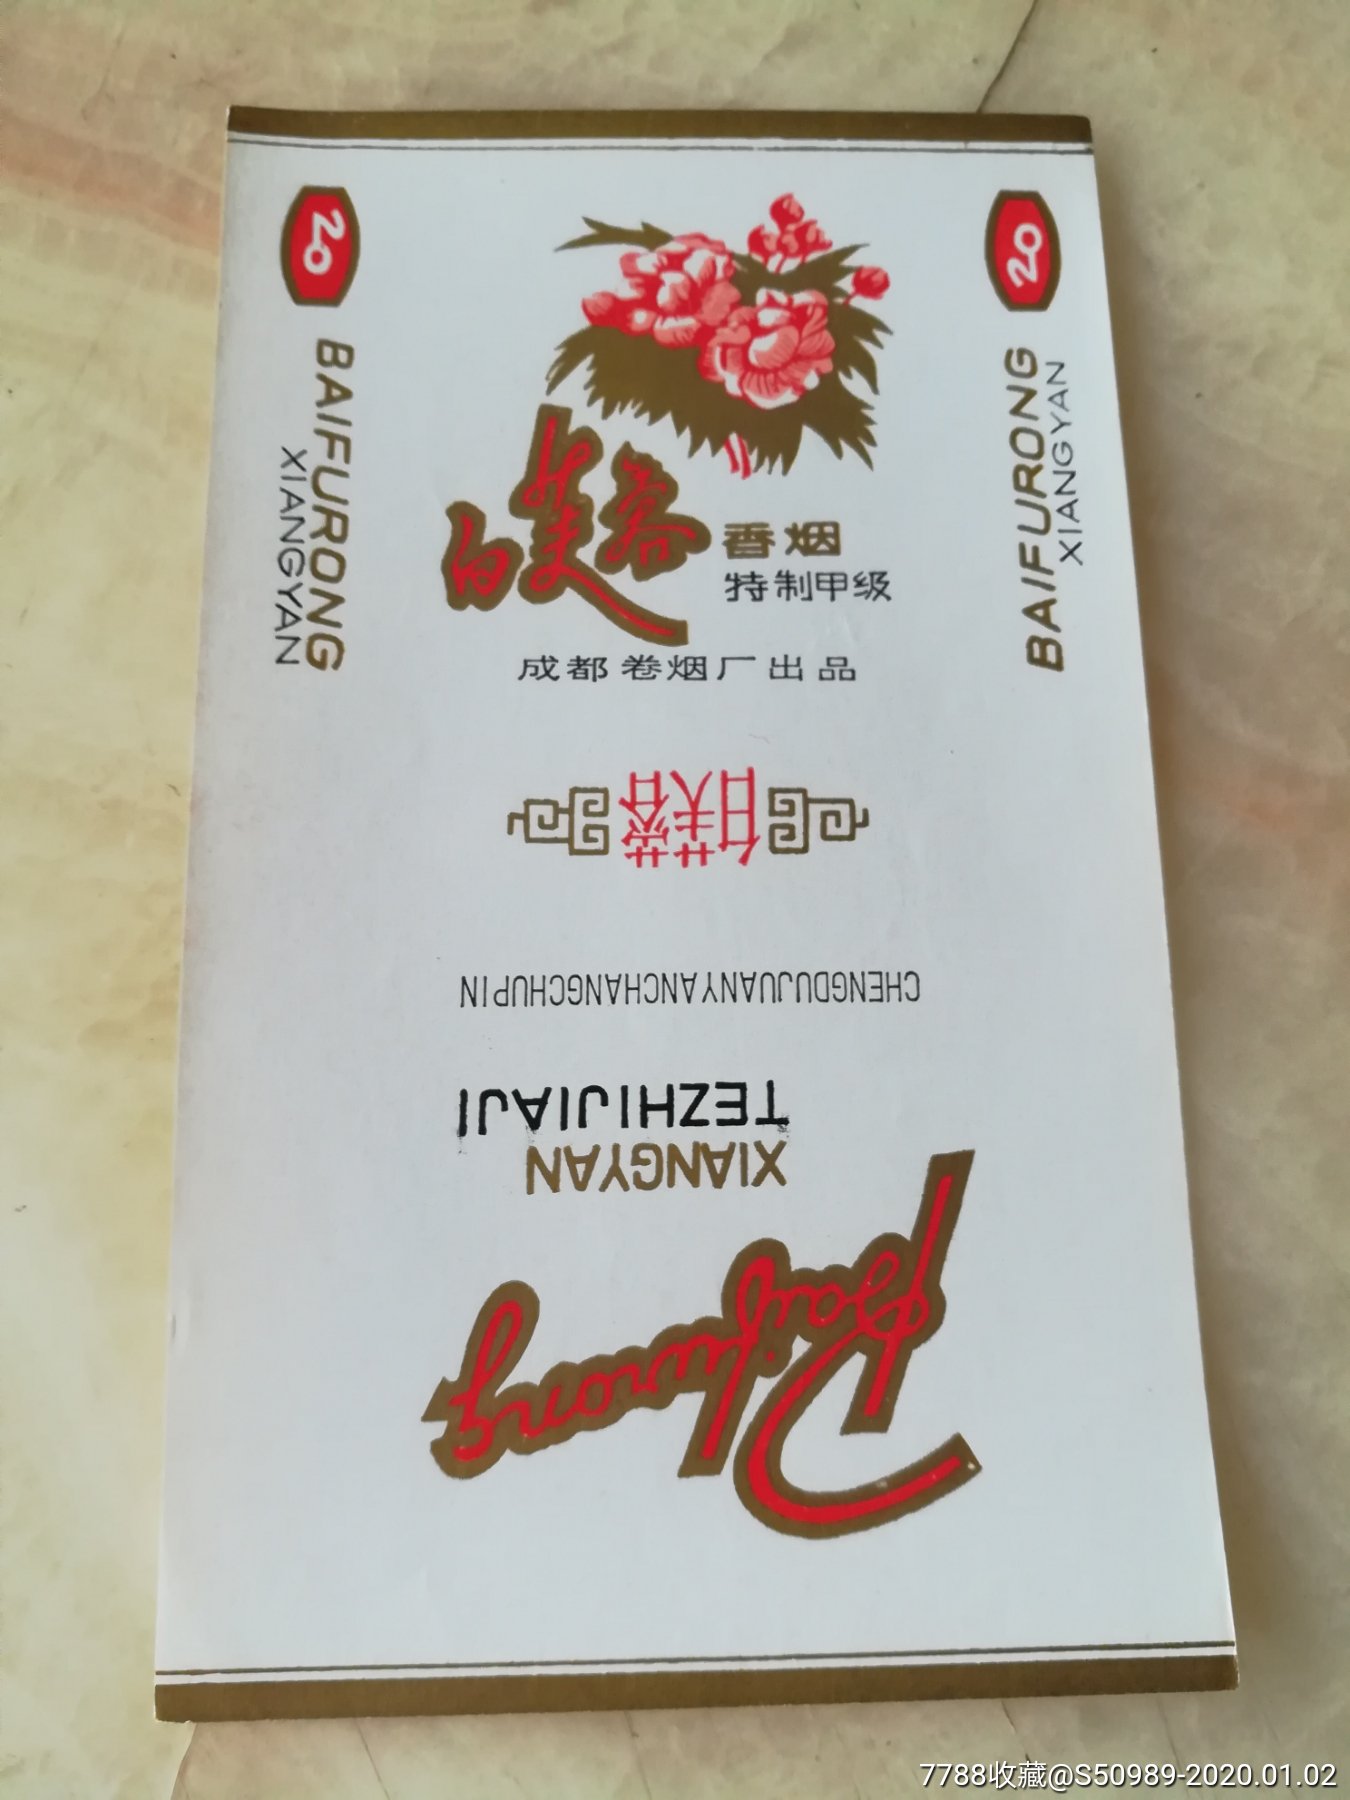 20
BAIFURONG
XIANGYAN
白芙蓉
香烟
特制甲级
成都卷烟厂出品
20
BAIFURONG
XIANGYAN
白芙蓉
CHENGDUJUANYANCHANGCHUPIN
TEZHIJIAJI
XIANGYAN
Baifurong
7788收藏@S50989-2020.01.02